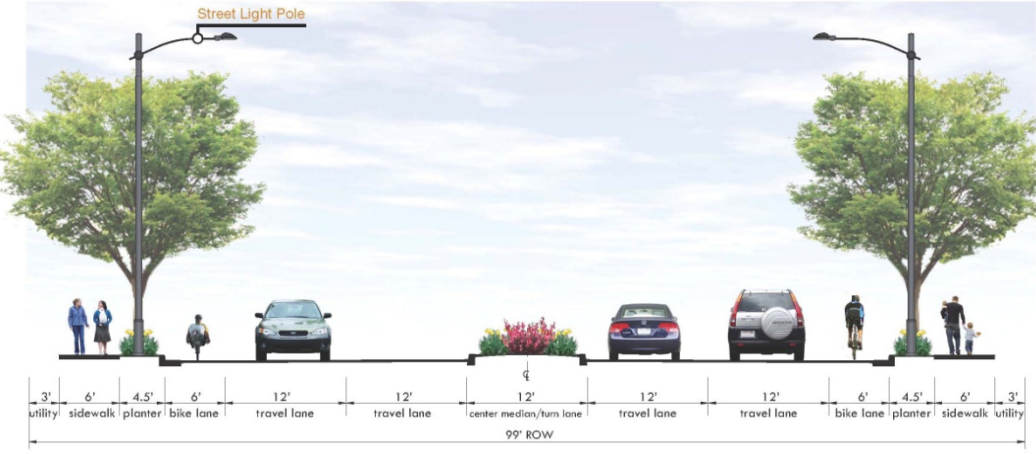 Street Light Pole
℄
3' 6' 4.5' 6' 12' 12' 12' 12' 12' 6' 4.5' 6' 3'
utility sidewalk planter bike lane travel lane travel lane center median/turn lane travel lane travel lane bike lane planter sidewalk utility
99' ROW